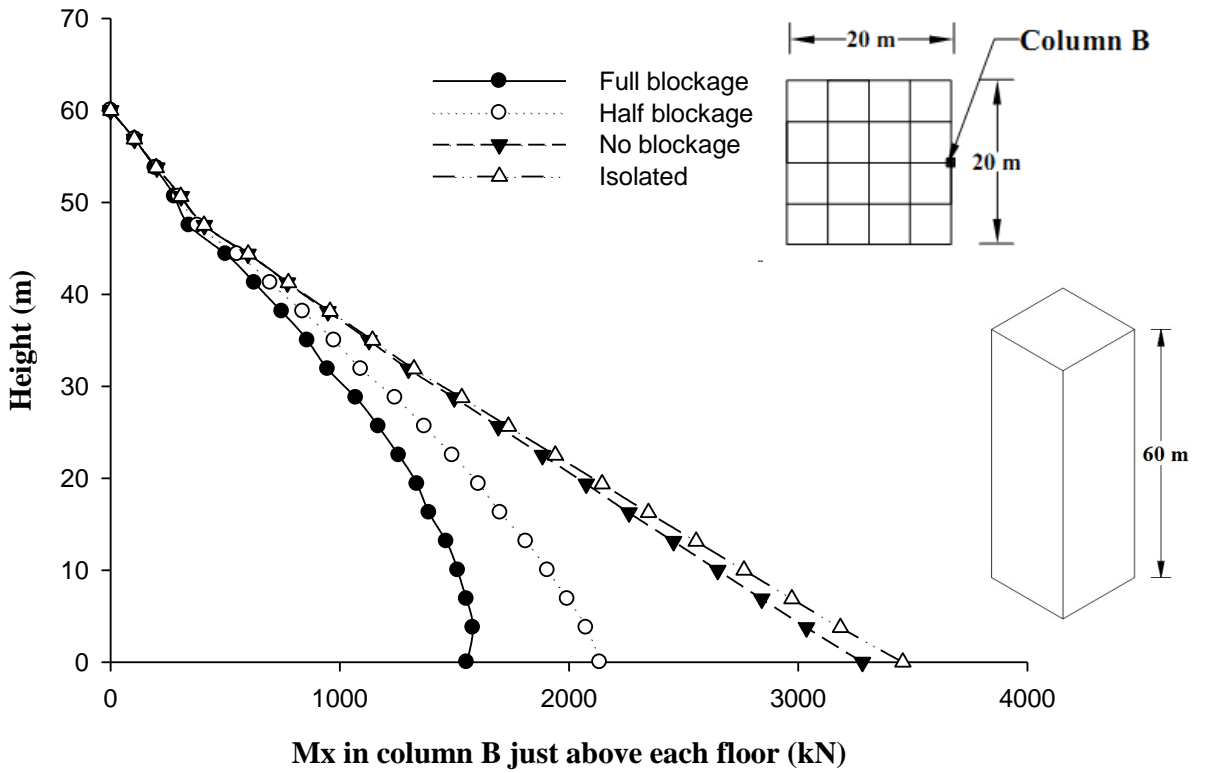 70
60
50
40
30
20
10
0
Height (m)
0
1000
2000
3000
4000
Mx in column B just above each floor (kN)
Full blockage
Half blockage
No blockage
Isolated
20 m
Column B
20 m
60 m